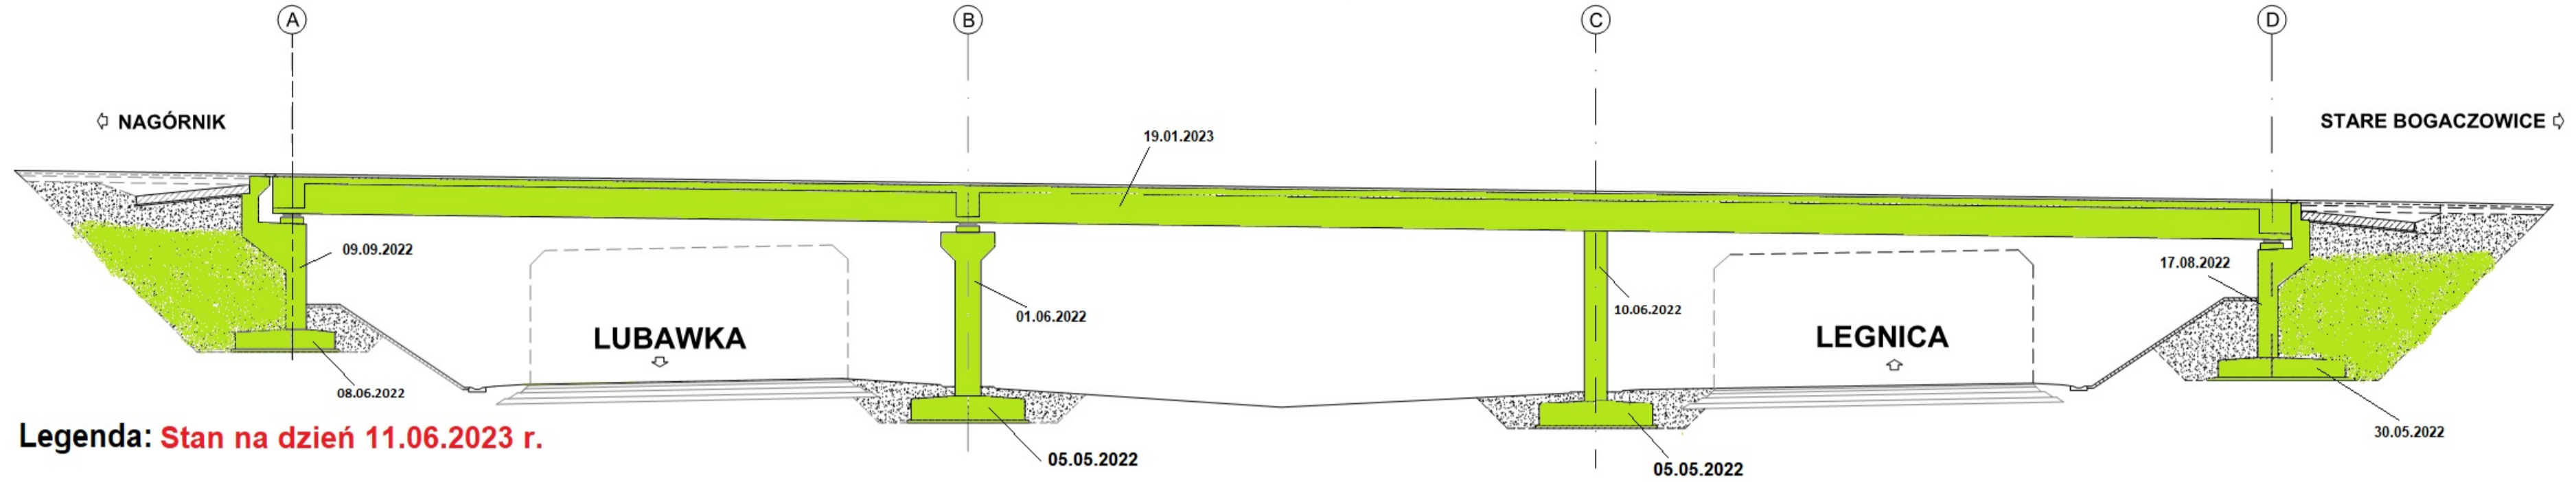 A
B
C
D
NAGÓRNIK
STARE BOGACZOWICE
19.01.2023
09.09.2022
17.08.2022
01.06.2022
10.06.2022
LUBAWKA
LEGNICA
08.06.2022
30.05.2022
Legenda: Stan na dzień 11.06.2023 r.
05.05.2022
05.05.2022